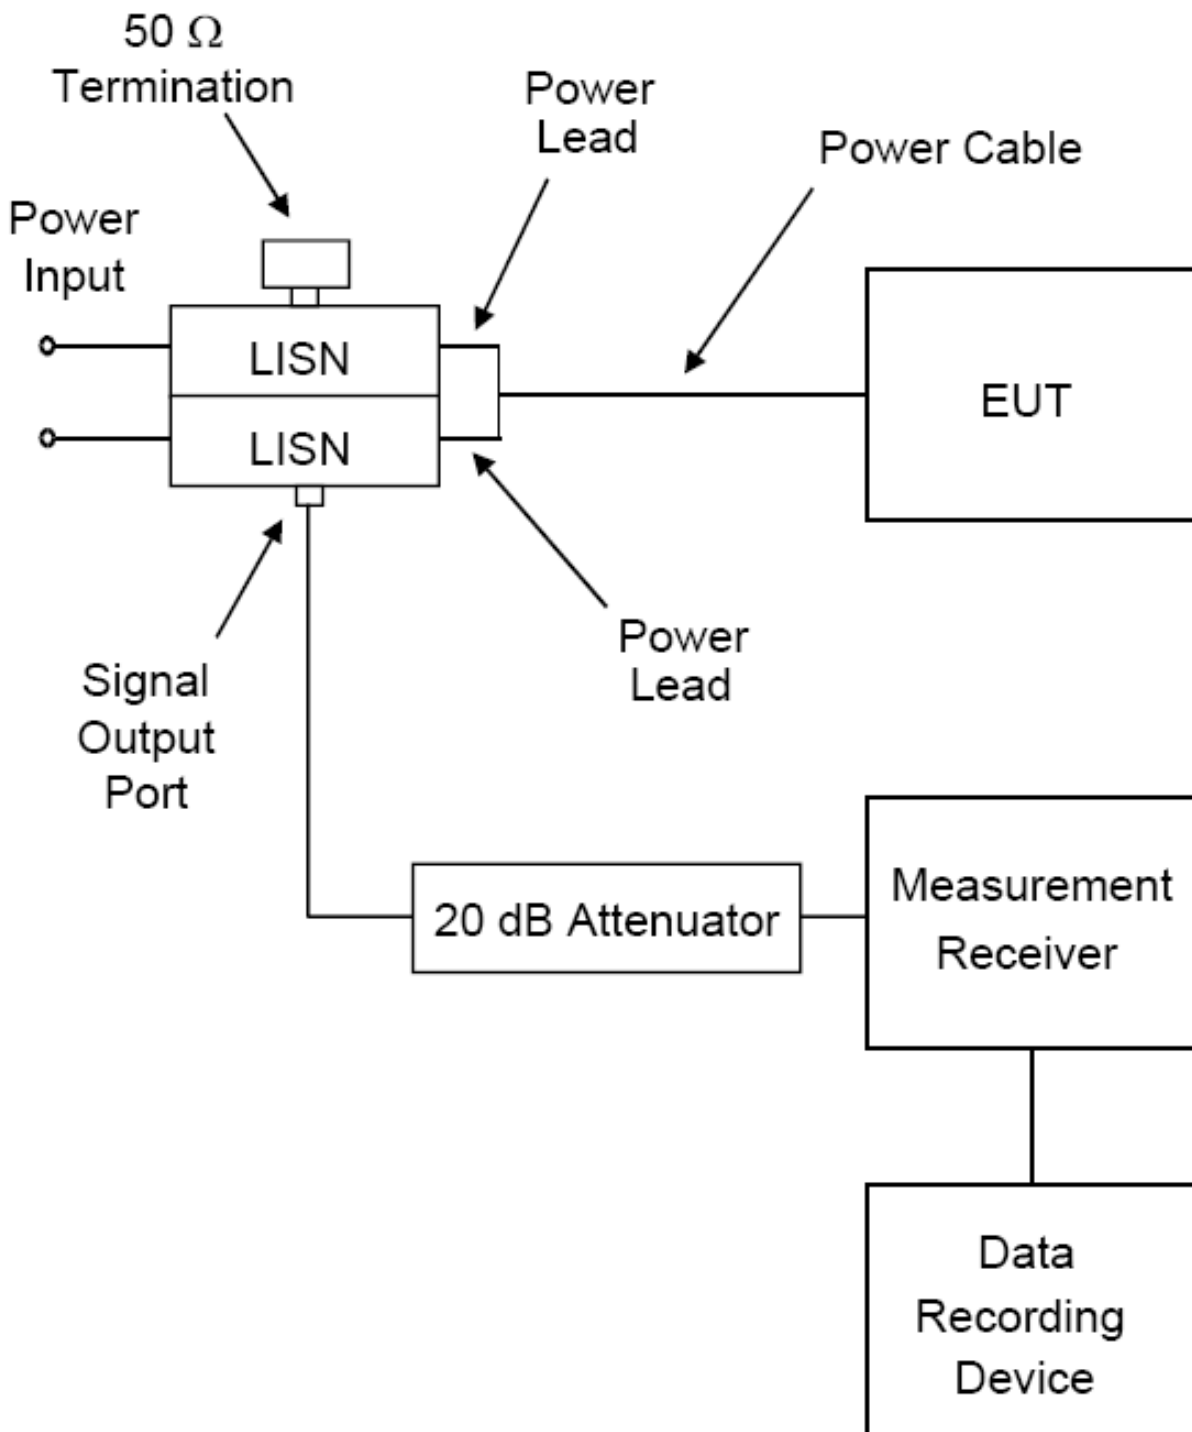 50 Ω
Termination
Power
Lead
Power Cable
Power
Input
LISN
EUT
LISN
Power
Lead
Signal
Output
Port
Measurement
Receiver
20 dB Attenuator
Data
Recording
Device